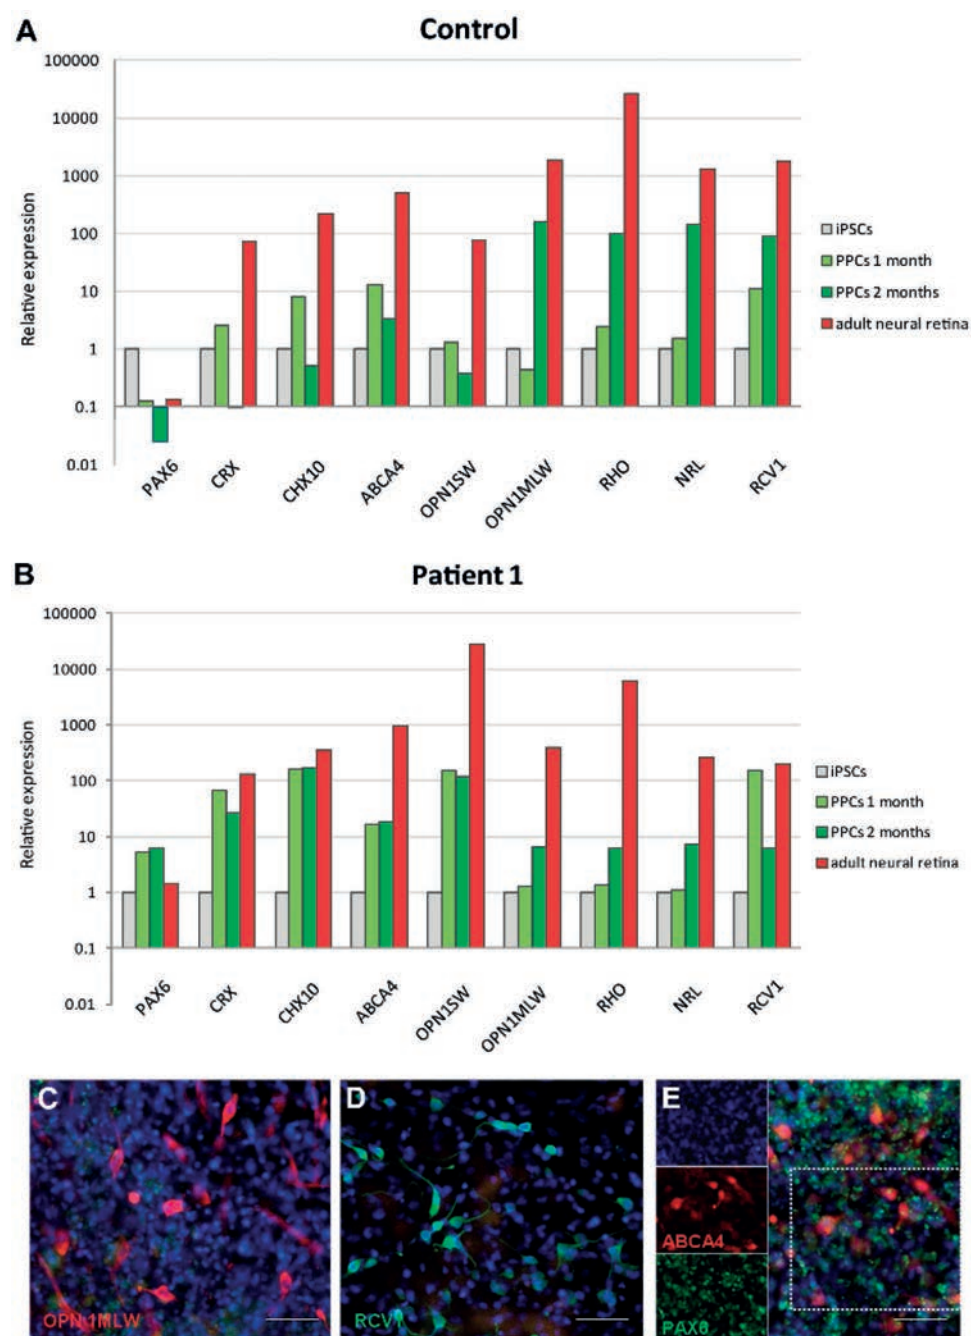 A
Control
100000
10000
1000
100
10
1
0.1
0.01
Relative expression
PAX6
CRX
CHX10
ABCA4
OPN1SW
OPN1MLW
RHO
NRL
RCV1
iPSCs
PPCs 1 month
PPCs 2 months
adult neural retina
B
Patient 1
100000
10000
1000
100
10
1
0.1
0.01
Relative expression
PAX6
CRX
CHX10
ABCA4
OPN1SW
OPN1MLW
RHO
NRL
RCV1
iPSCs
PPCs 1 month
PPCs 2 months
adult neural retina
C
OPN 1MLW
D
RCV1
E
ABCA4
PAX6